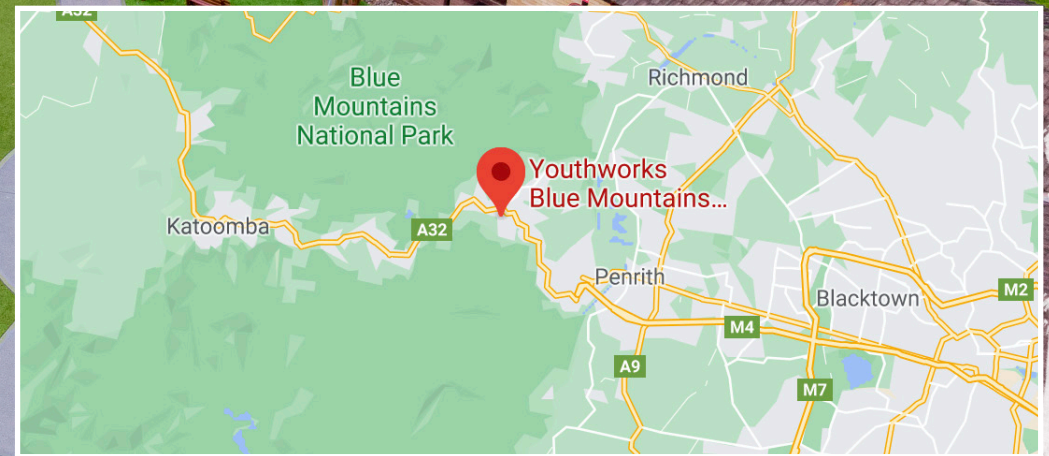 A32
Blue
Mountains
National Park
Richmond
Youthworks
Blue Mountains...
Katoomba
A32
Penrith
Blacktown
M2
M4
A9
M7